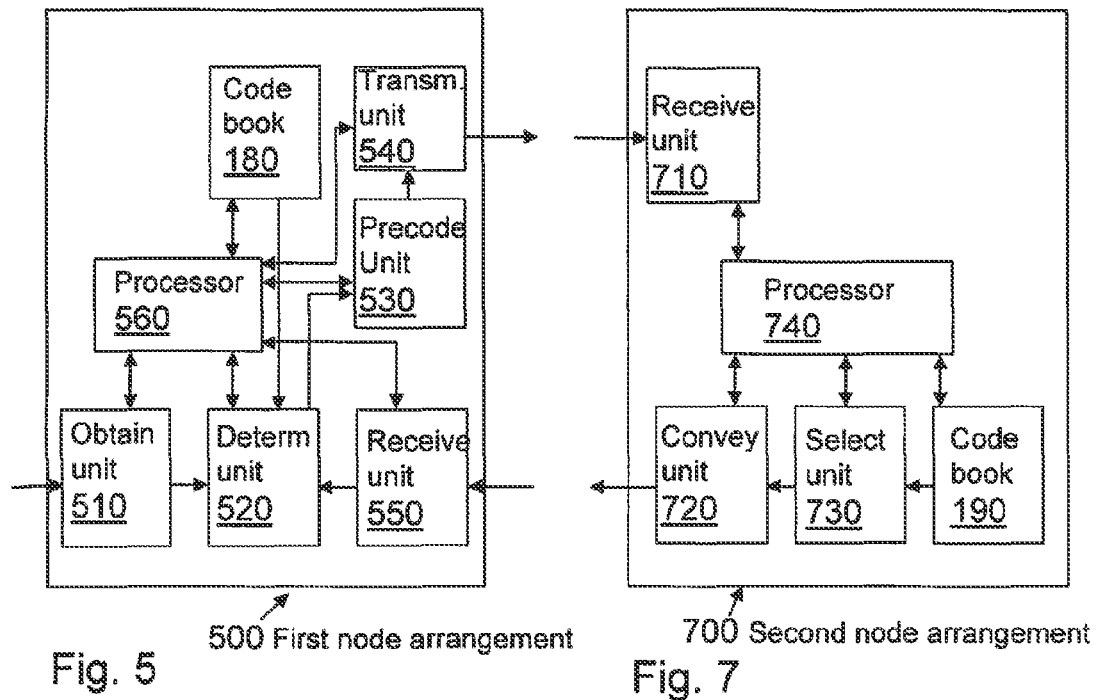 Code
book
180
Transm.
unit
540
Precode
Unit
530
Processor
560
Obtain
unit
510
Determ
unit
520
Receive
unit
550
500 First node arrangement
Fig. 5
Receive
unit
710
Processor
740
Convey
unit
720
Select
unit
730
Code
book
190
700 Second node arrangement
Fig. 7